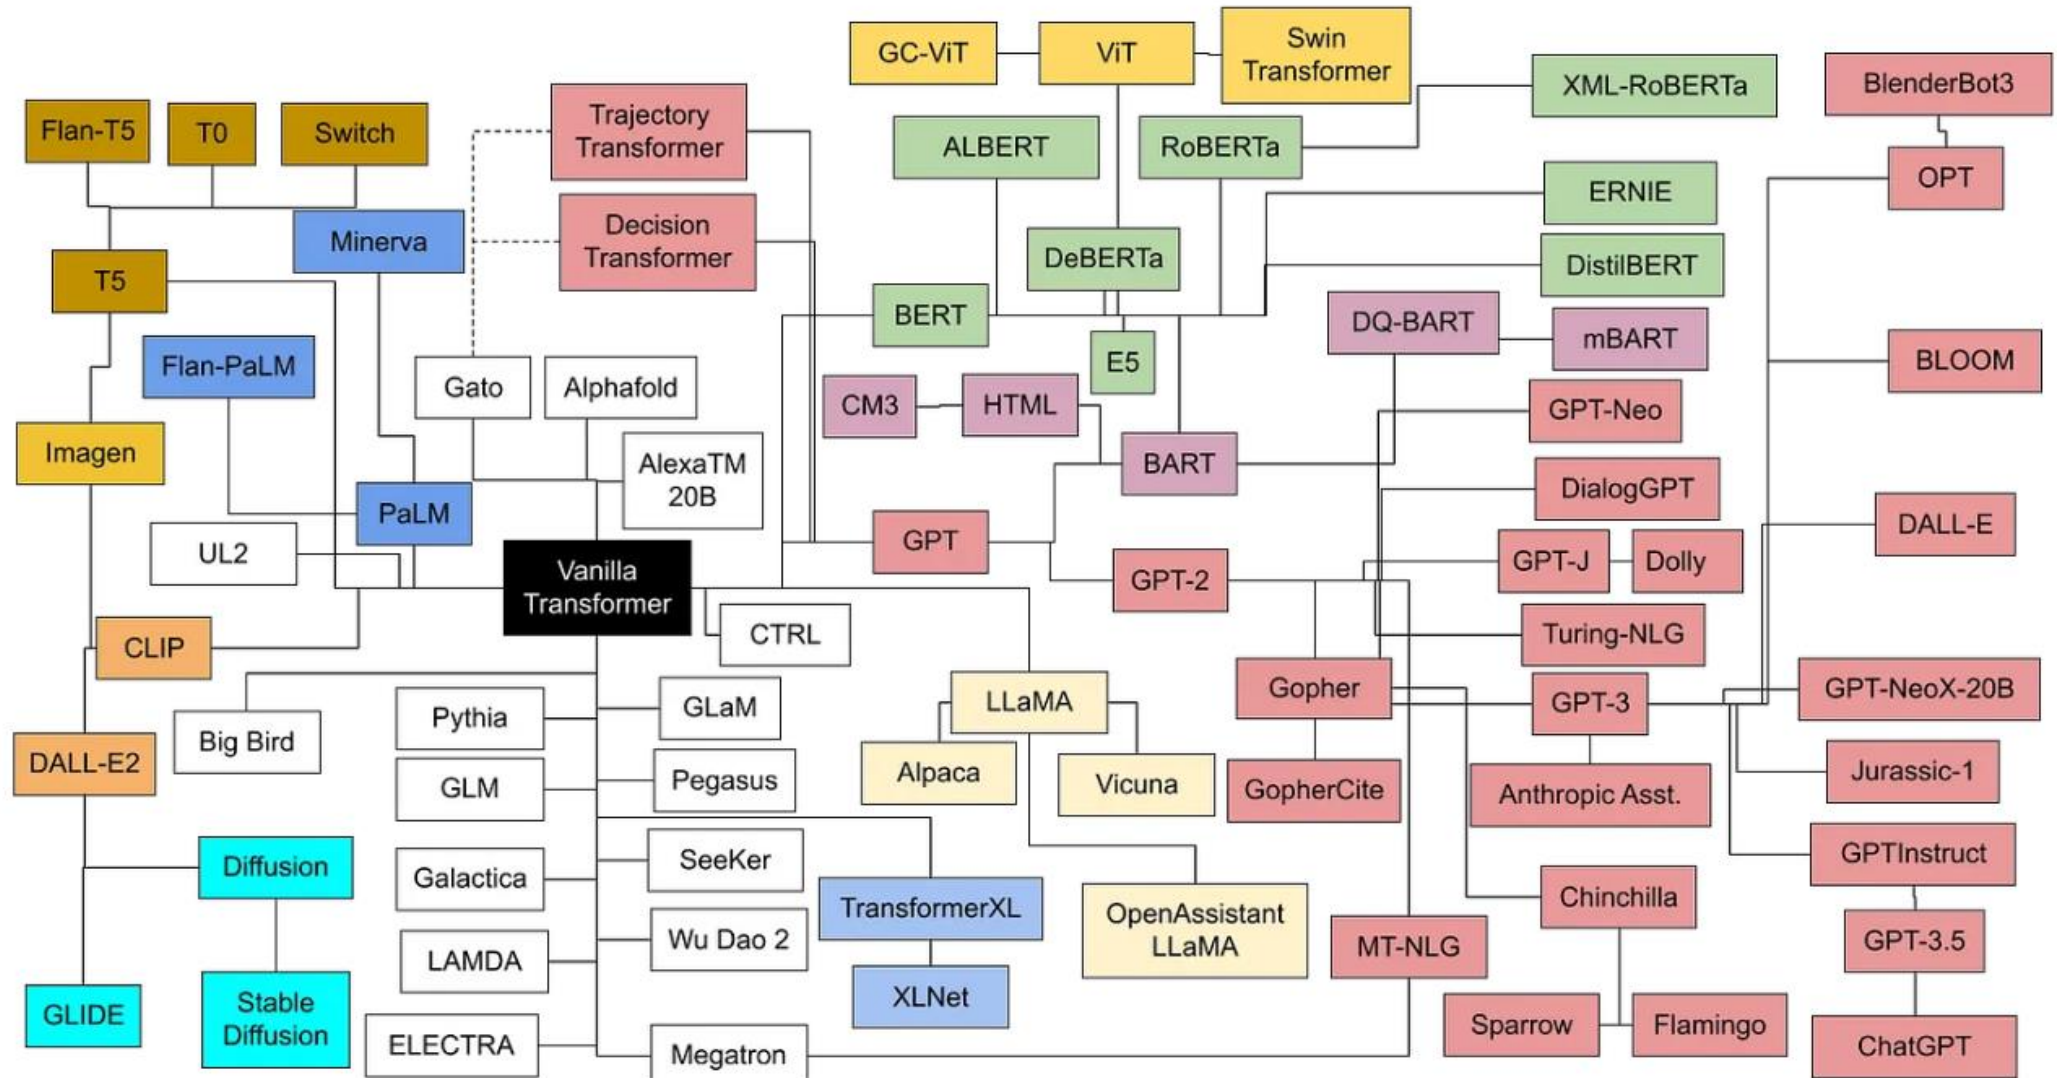 GC-ViT
ViT
Swin
Transformer
XML-RoBERTa
BlenderBot3
Flan-T5
T0
Switch
Trajectory
Transformer
ALBERT
RoBERTa
OPT
ERNIE
Minerva
Decision
Transformer
DeBERTa
DistilBERT
T5
BERT
DQ-BART
mBART
Flan-PaLM
E5
BLOOM
Gato
Alphafold
CM3
HTML
GPT-Neo
Imagen
AlexaTM
20B
BART
DialogGPT
PaLM
DALL-E
UL2
GPT
GPT-J
Dolly
Vanilla
Transformer
GPT-2
CTRL
Turing-NLG
CLIP
Gopher
GPT-3
GPT-NeoX-20B
LLaMA
Pythia
GLaM
Big Bird
DALL-E2
Alpaca
Vicuna
Jurassic-1
GLM
Pegasus
GopherCite
Anthropic Asst.
Diffusion
SeeKer
GPTInstruct
Galactica
TransformerXL
Chinchilla
OpenAssistant
LLaMA
Wu Dao 2
MT-NLG
GPT-3.5
LAMDA
XLNet
GLIDE
Stable
Diffusion
Sparrow
Flamingo
ELECTRA
Megatron
ChatGPT